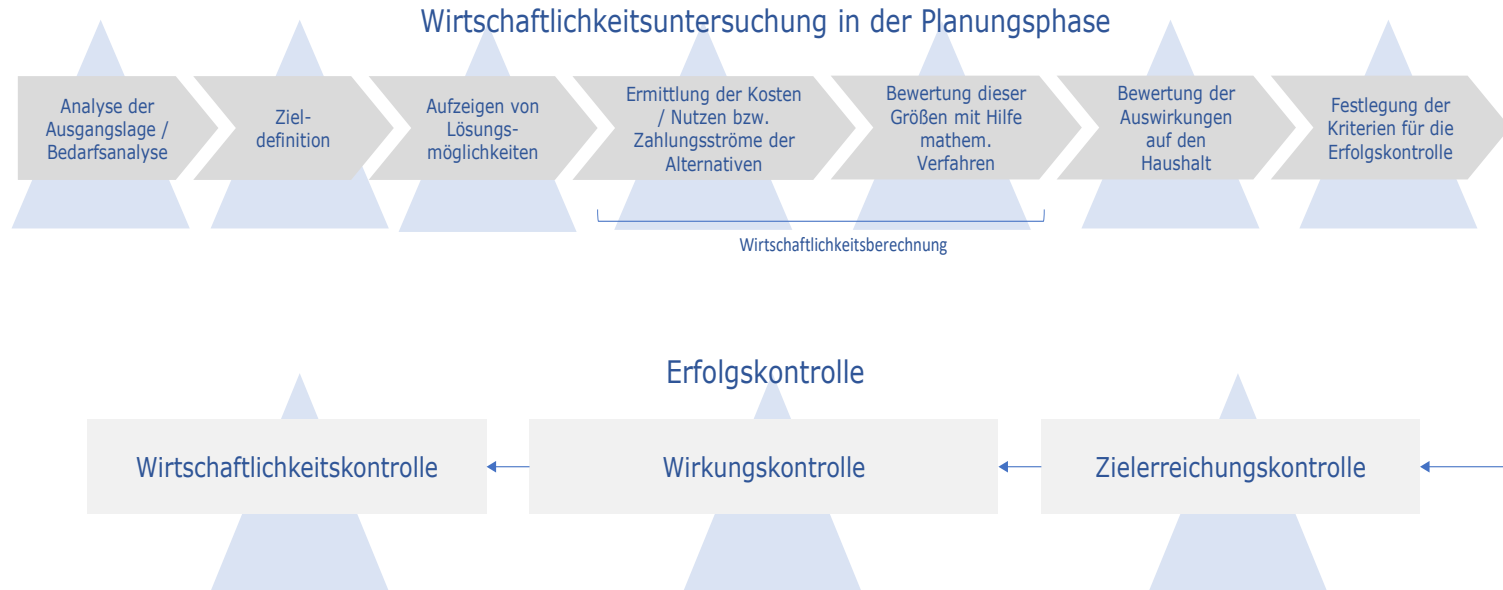 Wirtschaftlichkeitsuntersuchung in der Planungsphase
Analyse der
Ausgangslage /
Bedarfsanalyse
Ziel-
definition
Aufzeigen von
Lösungs-
möglichkeiten
Ermittlung der Kosten
/ Nutzen bzw.
Zahlungsströme der
Alternativen
Bewertung dieser
Größen mit Hilfe
mathem.
Verfahren
Bewertung der
Auswirkungen
auf den
Haushalt
Festlegung der
Kriterien für die
Erfolgskontrolle
Wirtschaftlichkeitsberechnung
Erfolgskontrolle
Wirtschaftlichkeitskontrolle
Wirkungskontrolle
Zielerreichungskontrolle